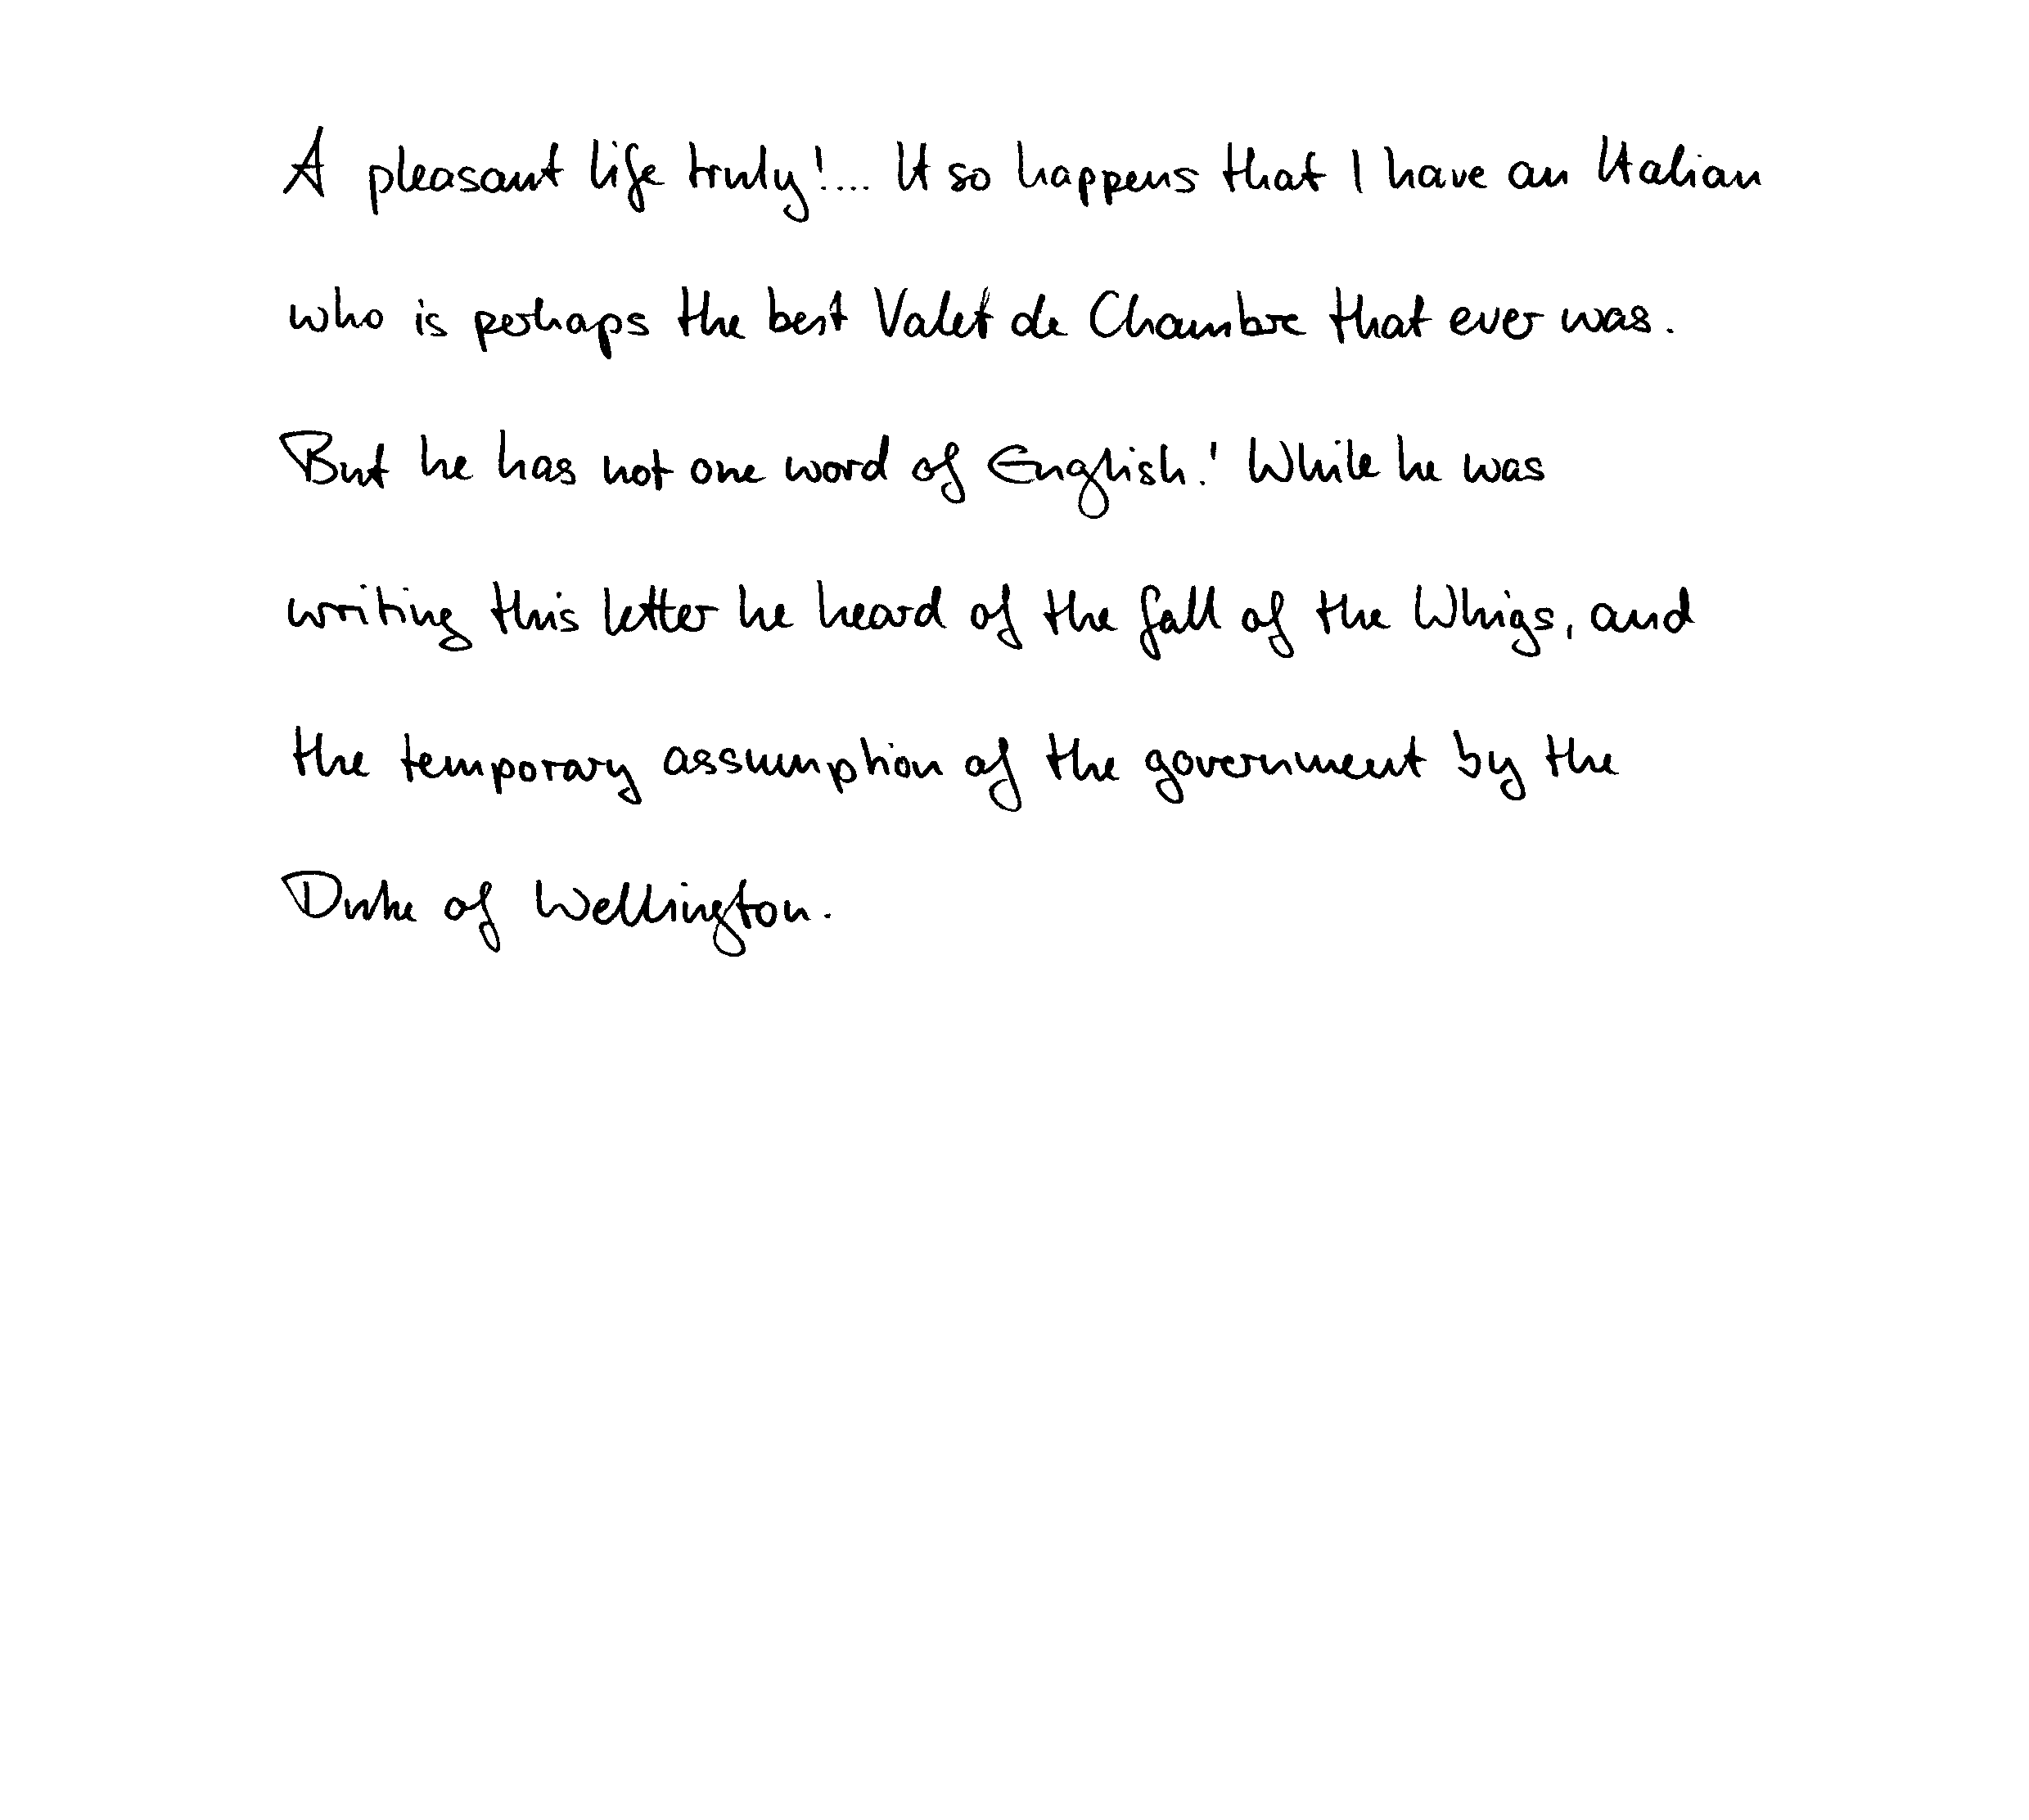 A pleasant life truly!... It so happens that I have an Italian
who is perhaps the best Valet de Chambre that ever was.
But he has not one word of English! While he was
writing this letter he heard of the fall of the Whigs, and
the temporary assumption of the government by the
Duke of Wellington.